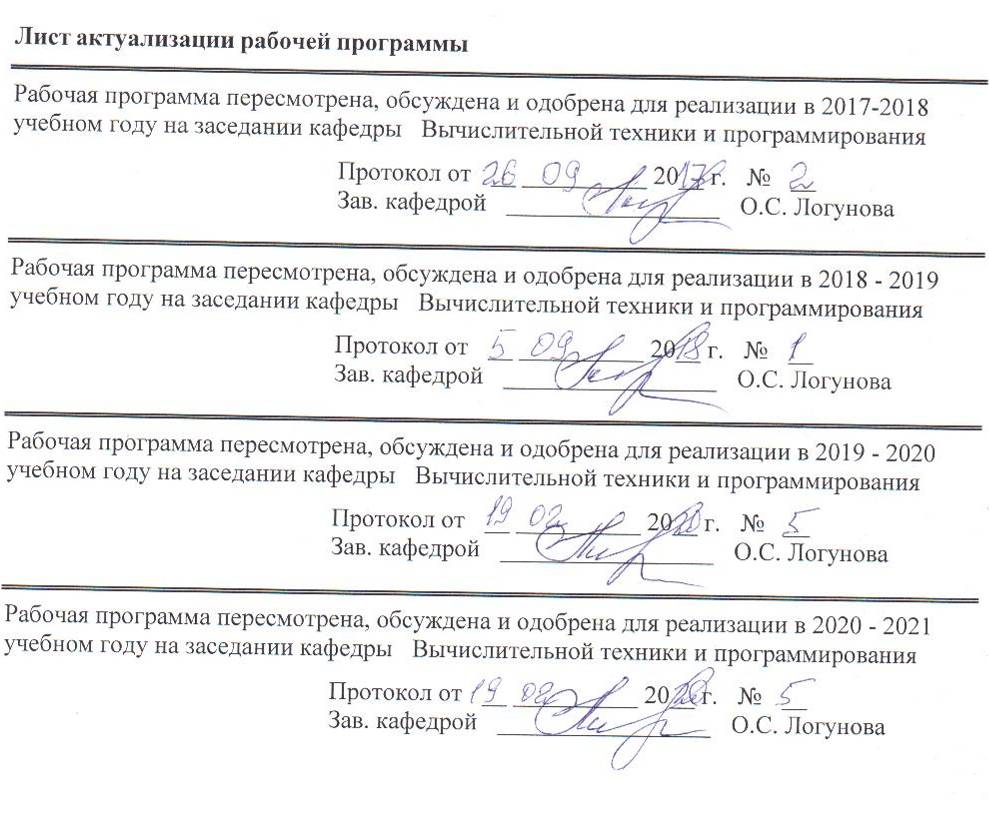 Лист актуализации рабочей программы
Рабочая программа пересмотрена, обсуждена и одобрена для реализации в 2017-2018
учебном году на заседании кафедры Вычислительной техники и программирования
Протокол от 26 09 2017 г. № 2
Зав. кафедрой О.С. Логунова
Рабочая программа пересмотрена, обсуждена и одобрена для реализации в 2018 - 2019
учебном году на заседании кафедры Вычислительной техники и программирования
Протокол от 5 09 2018 г. № 1
Зав. кафедрой О.С. Логунова
Рабочая программа пересмотрена, обсуждена и одобрена для реализации в 2019 - 2020
учебном году на заседании кафедры Вычислительной техники и программирования
Протокол от 19 02 2020 г. № 5
Зав. кафедрой О.С. Логунова
Рабочая программа пересмотрена, обсуждена и одобрена для реализации в 2020 - 2021
учебном году на заседании кафедры Вычислительной техники и программирования
Протокол от 19 02 2020 г. № 5
Зав. кафедрой О.С. Логунова